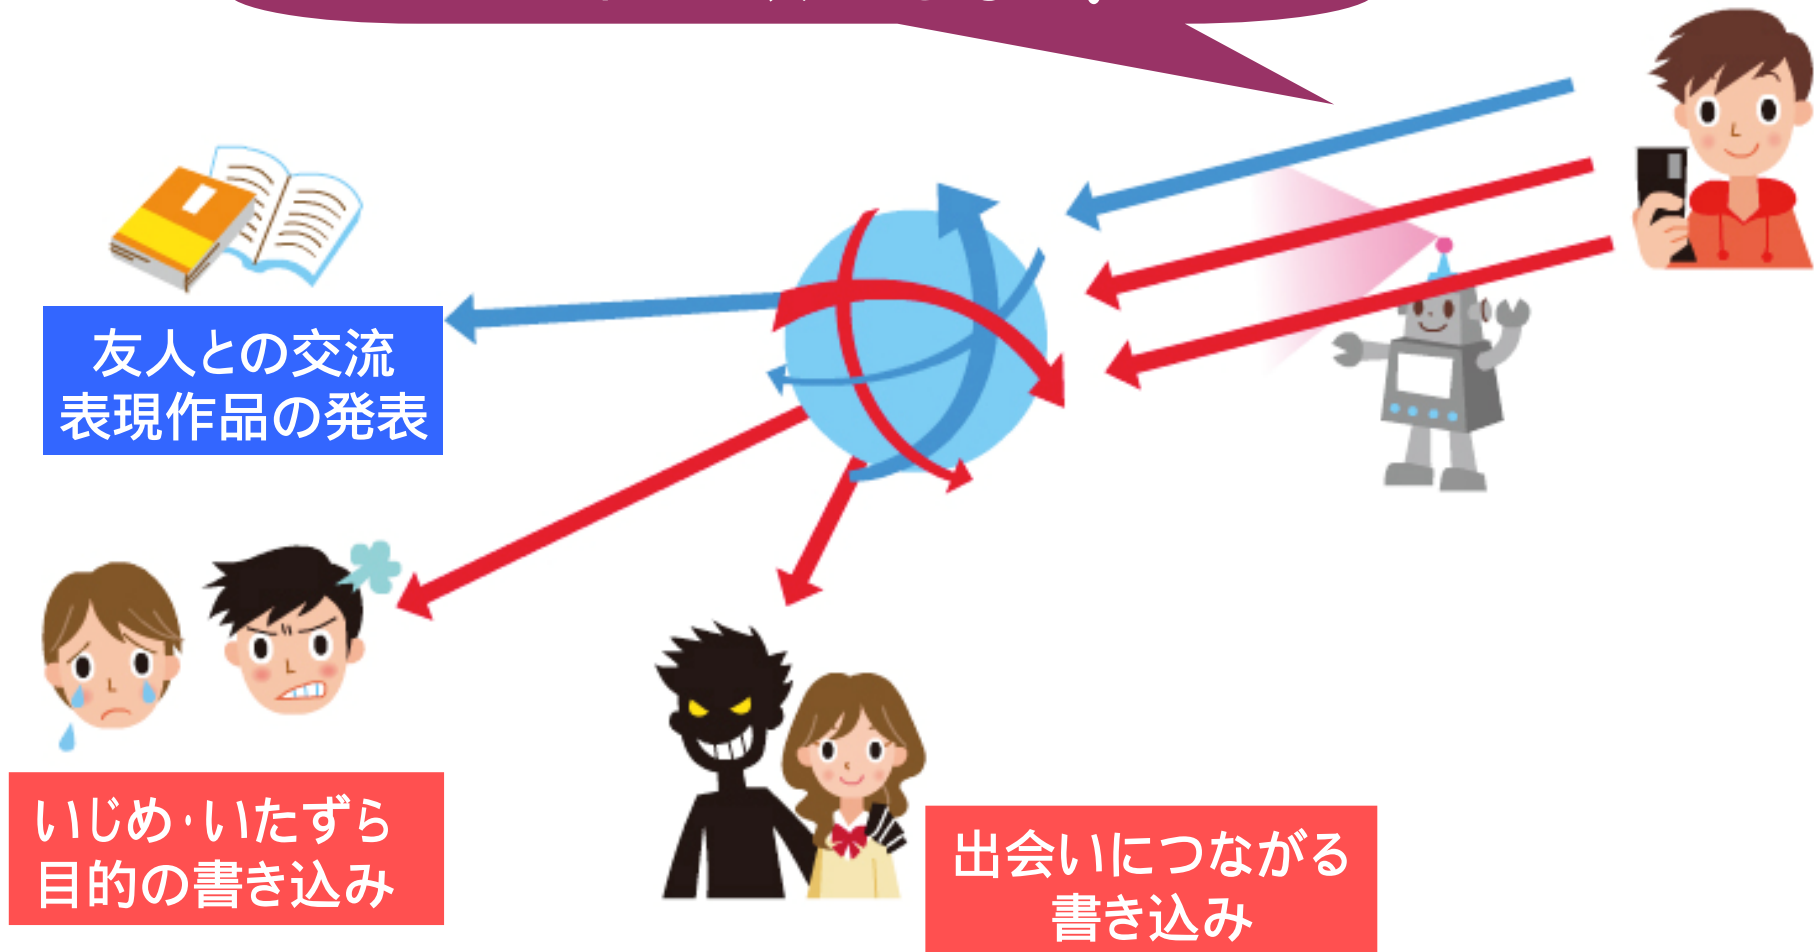 友人との交流
表現作品の発表
いじめ・いたずら
目的の書き込み
出会いにつながる
書き込み